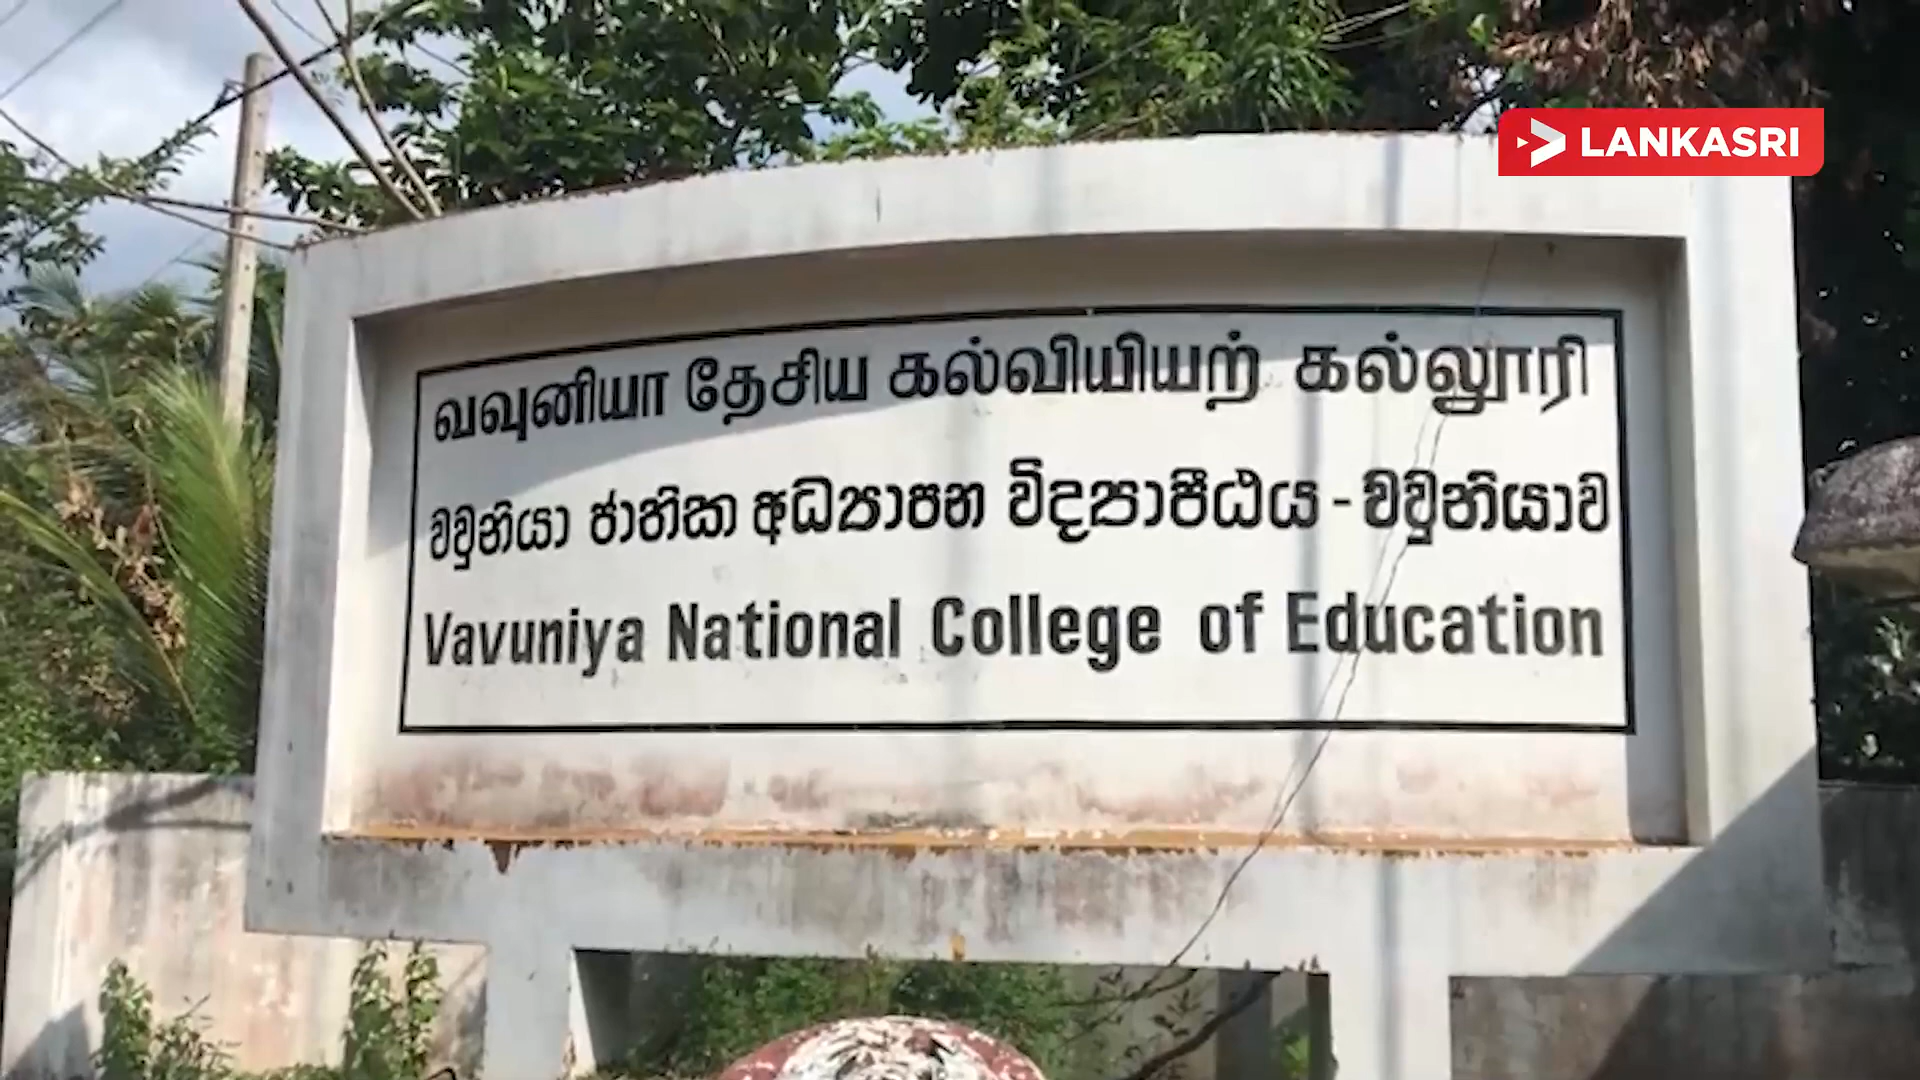 LANKASRI
வவுனியா தேசிய கல்வியியற் கல்லூரி
වවුනියා ජාතික අධ්‍යාපන විද්‍යාපීඨය - වවුනියාව
Vavuniya National College of Education